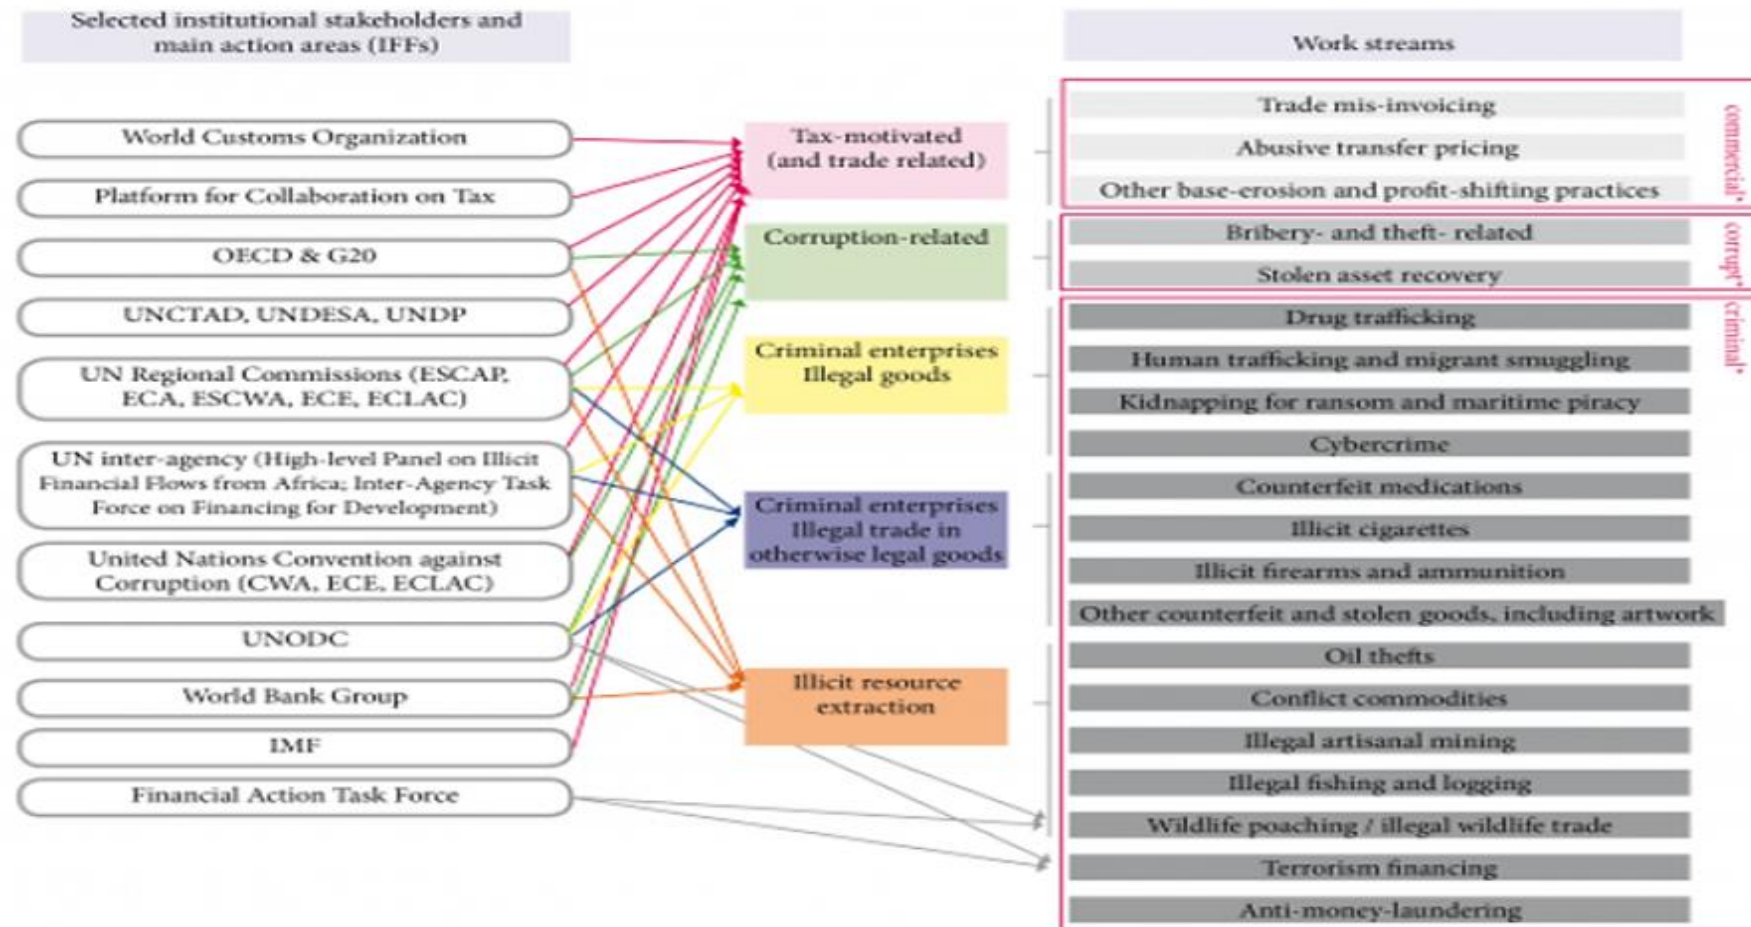 Selected institutional stakeholders and
main action areas (IFFs)
Work streams
World Customs Organization
Platform for Collaboration on Tax
OECD & G20
UNCTAD, UNDESA, UNDP
UN Regional Commissions (ESCAP,
ECA, ESCWA, ECE, ECLAC)
UN inter-agency (High-level Panel on Illicit
Financial Flows from Africa; Inter-Agency Task
Force on Financing for Development)
United Nations Convention against
Corruption (CWA, ECE, ECLAC)
UNODC
World Bank Group
IMF
Financial Action Task Force
Tax-motivated
(and trade related)
Corruption-related
Criminal enterprises
Illegal goods
Criminal enterprises
Illegal trade in
otherwise legal goods
Illicit resource
extraction
Trade mis-invoicing
Abusive transfer pricing
Other base-erosion and profit-shifting practices
commercial*
Bribery- and theft- related
Stolen asset recovery
corrupt*
Drug trafficking
Human trafficking and migrant smuggling
Kidnapping for ransom and maritime piracy
Cybercrime
Counterfeit medications
Illicit cigarettes
Illicit firearms and ammunition
Other counterfeit and stolen goods, including artwork
Oil thefts
Conflict commodities
Illegal artisanal mining
Illegal fishing and logging
Wildlife poaching / illegal wildlife trade
Terrorism financing
Anti-money-laundering
criminal*